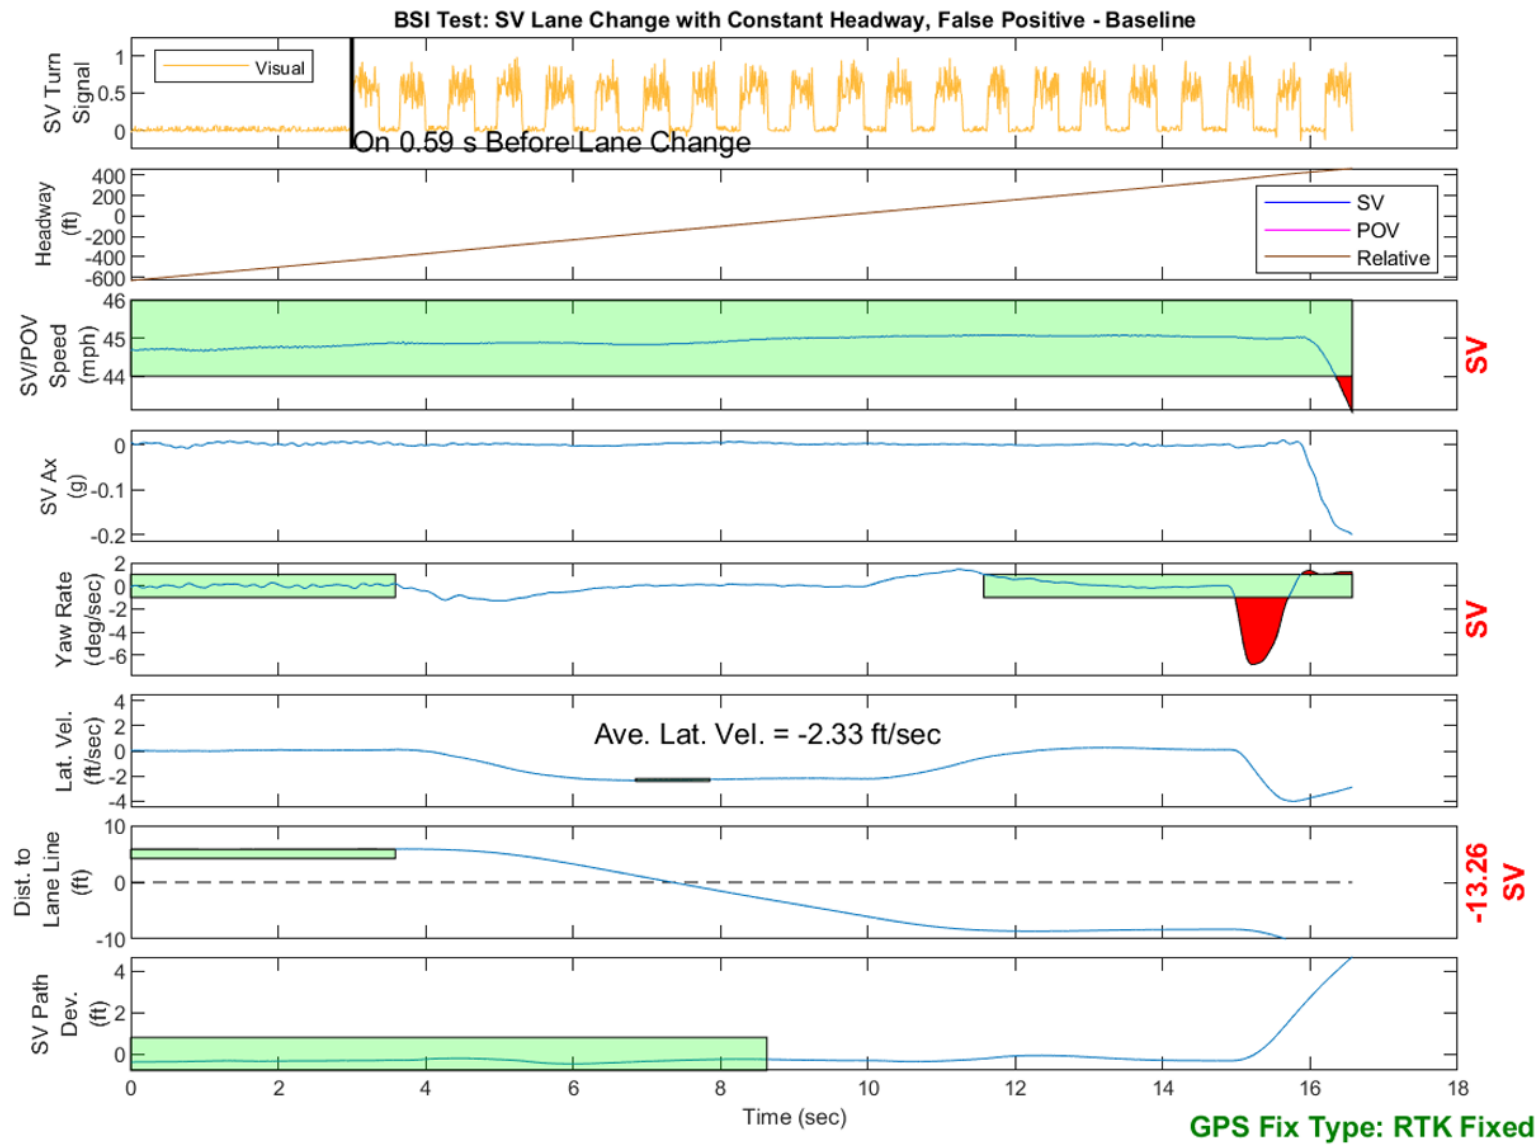 BSI Test: SV Lane Change with Constant Headway, False Positive - Baseline
SV Turn
Signal
1
0.5
0
Visual
On 0.59 s Before Lane Change
Headway
(ft)
400
200
0
-200
-400
-600
SV
POV
Relative
SV/POV
Speed
(mph)
46
45
44
SV
SV Ax
(g)
0
-0.1
-0.2
Yaw Rate
(deg/sec)
2
0
-2
-4
-6
SV
Lat. Vel.
(ft/sec)
4
2
0
-2
-4
Ave. Lat. Vel. = -2.33 ft/sec
Dist. to
Lane Line
(ft)
10
0
-10
-13.26
SV
SV Path
Dev.
(ft)
4
2
0
0 2 4 6 8 10 12 14 16 18
Time (sec)
GPS Fix Type: RTK Fixed